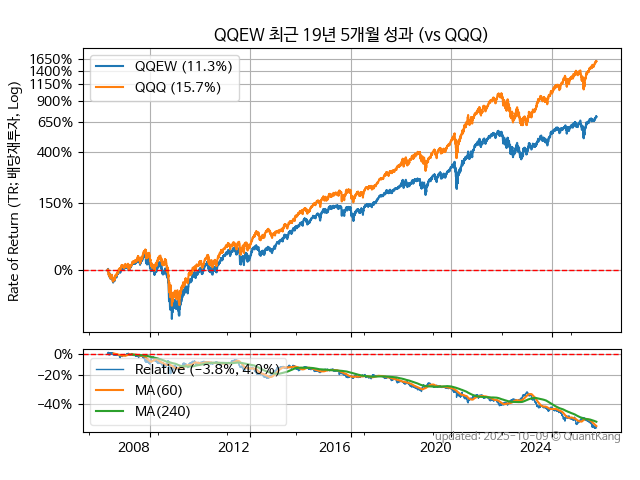 QQEW 최근 19년 5개월 성과 (vs QQQ)
Rate of Return (TR; 배당재투자, Log)
1650%
1400%
1150%
900%
650%
400%
150%
0%
QQEW (11.3%)
QQQ (15.7%)
0%
-20%
-40%
Relative (-3.8%, 4.0%)
MA(60)
MA(240)
2008
2012
2016
2020
2024
updated: 2025-10-09 © QuantKang